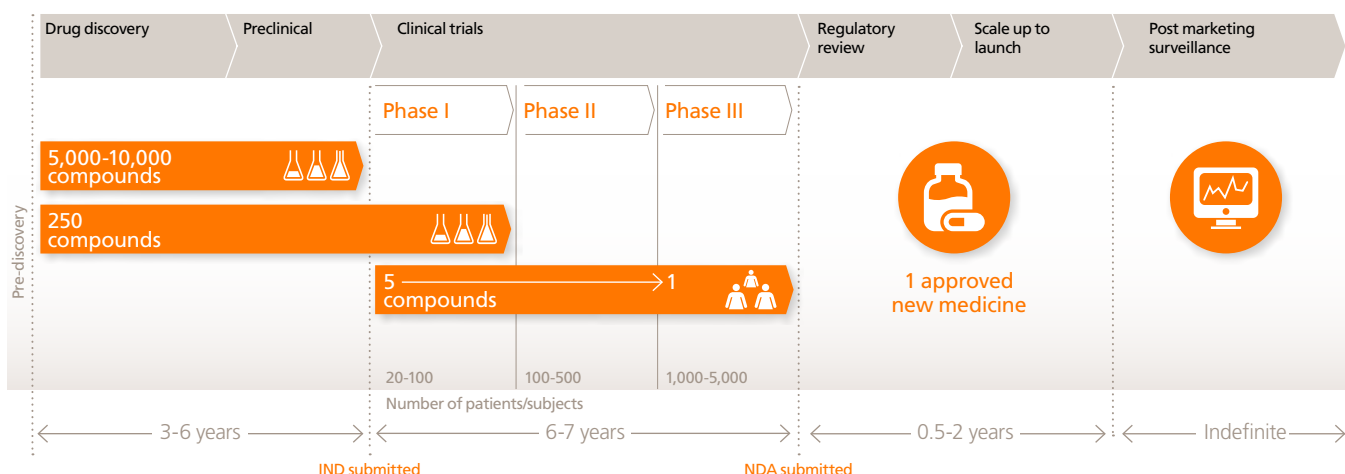 Drug discovery
Preclinical
Clinical trials
Regulatory
review
Scale up to
launch
Post marketing
surveillance
Phase I
Phase II
Phase III
Pre-discovery
5,000-10,000
compounds
250
compounds
5
1
compounds
1 approved
new medicine
20-100
100-500
1,000-5,000
Number of patients/subjects
3-6 years
6-7 years
0.5-2 years
Indefinite
IND submitted
NDA submitted